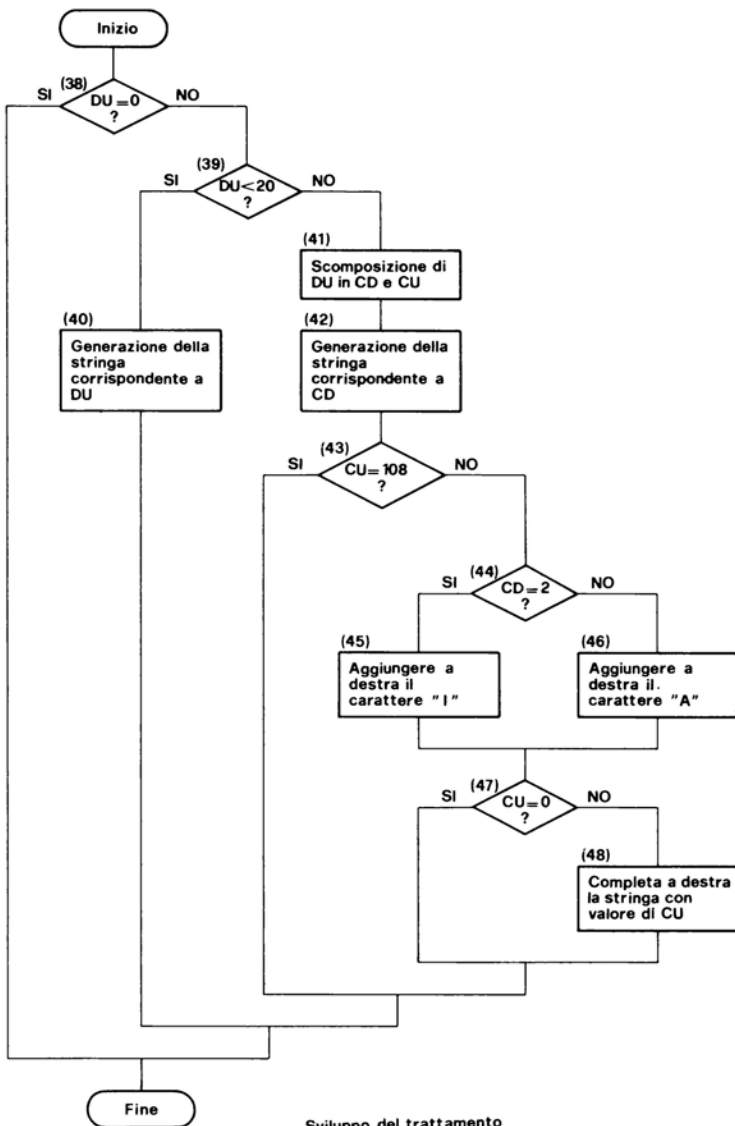 Inizio
(38)
SI
DU=0
?
NO
(39)
SI
DU<20
?
NO
(41)
Scomposizione di
DU in CD e CU
(40)
Generazione della
stringa
corrispondente a
DU
(42)
Generazione della
stringa
corrispondente a
CD
(43)
SI
CU=108
?
NO
(44)
SI
CD=2
?
NO
(45)
Aggiungere a
destra il
carattere "I"
(46)
Aggiungere a
destra il.
carattere "A"
(47)
SI
CU=0
?
NO
(48)
Completa a destra
la stringa con
valore di CU
Fine
Sviluppo del trattamento